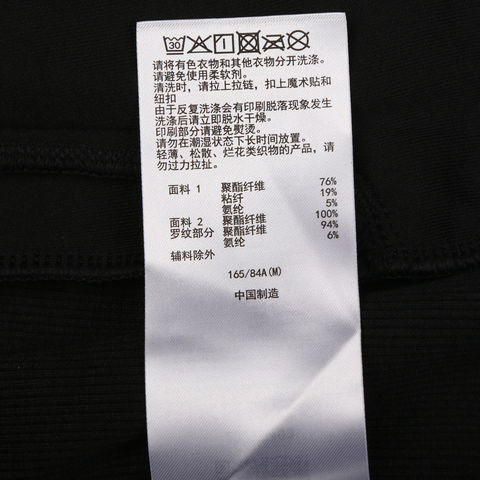 30
请将有色衣物和其他衣物分开洗涤。
请避免使用柔软剂。
清洗时，请拉上拉链，扣上魔术贴和
纽扣
由于反复洗涤会有印刷脱落现象发生
洗涤后请立即脱水干燥。
印刷部分请避免熨烫。
请勿在潮湿状态下长时间放置。
轻薄、松散、烂花类织物的产品，请
勿过力拉扯。
面料 1 聚酯纤维 76%
粘纤 19%
氨纶 5%
面料 2 聚酯纤维 100%
罗纹部分 聚酯纤维 94%
氨纶 6%
辅料除外
165/84A(M)
中国制造